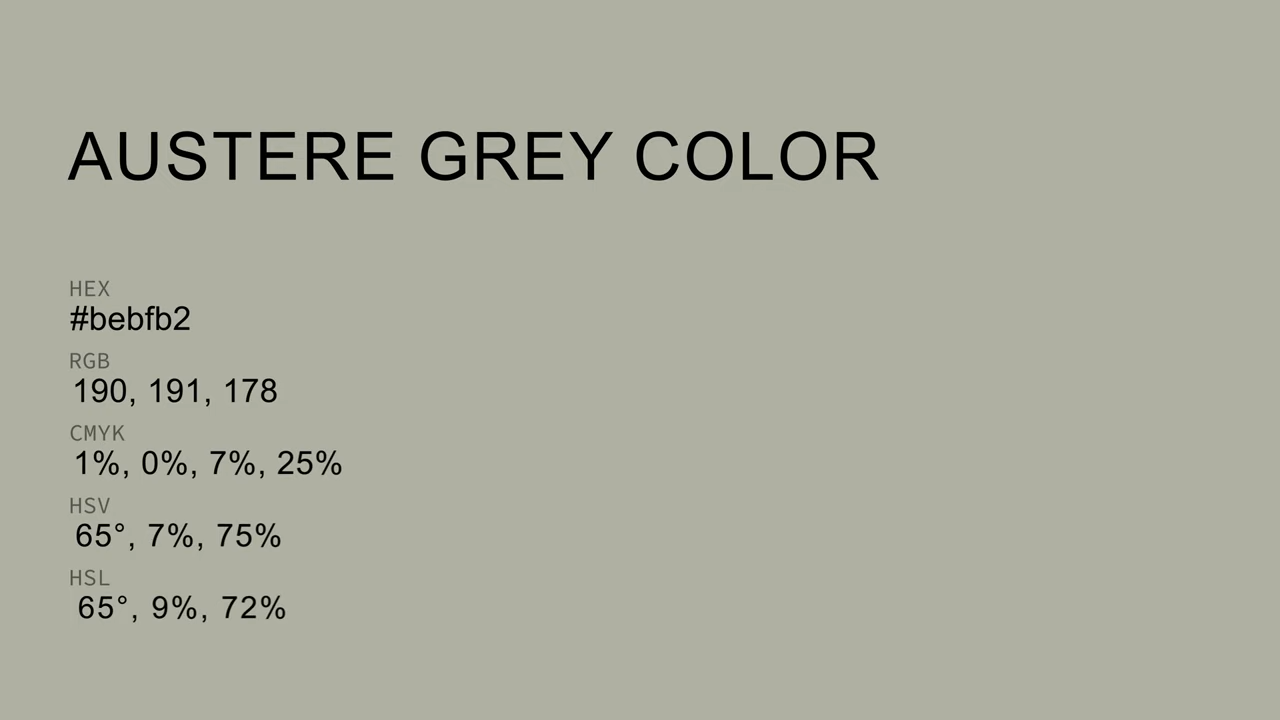 AUSTERE GREY COLOR
HEX
#bebfb2
RGB
190, 191, 178
CMYK
1%, 0%, 7%, 25%
HSV
65°, 7%, 75%
HSL
65°, 9%, 72%